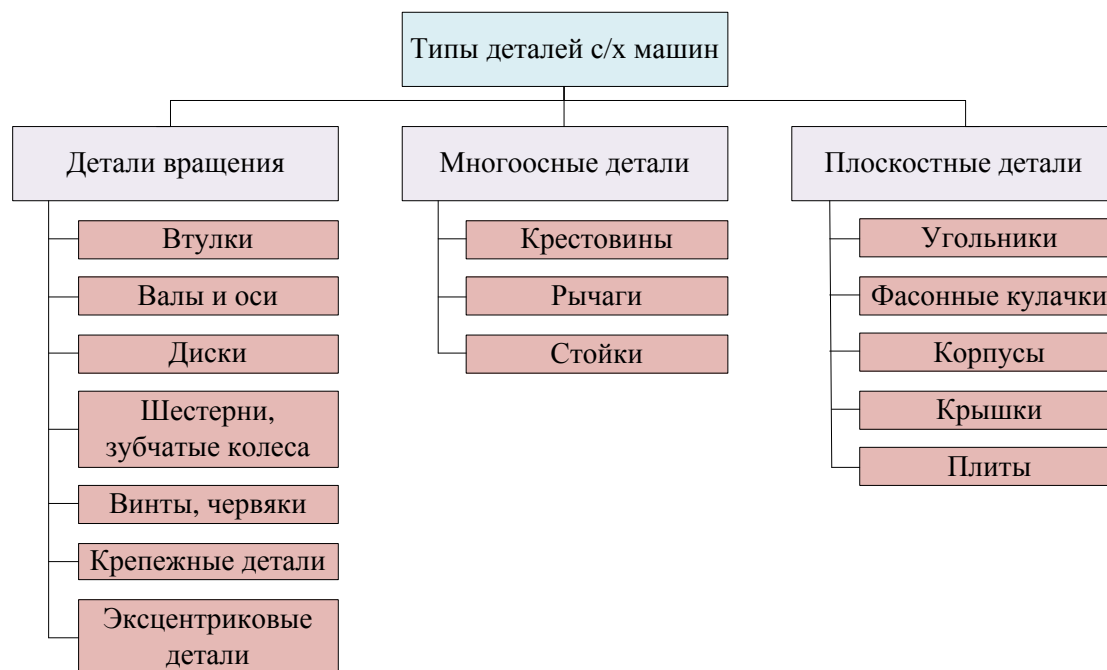 Типы деталей с/х машин
Детали вращения
Втулки
Валы и оси
Диски
Шестерни,
зубчатые колеса
Винты, червяки
Крепежные детали
Эксцентриковые
детали
Многоосные детали
Крестовины
Рычаги
Стойки
Плоскостные детали
Угольники
Фасонные кулачки
Корпусы
Крышки
Плиты